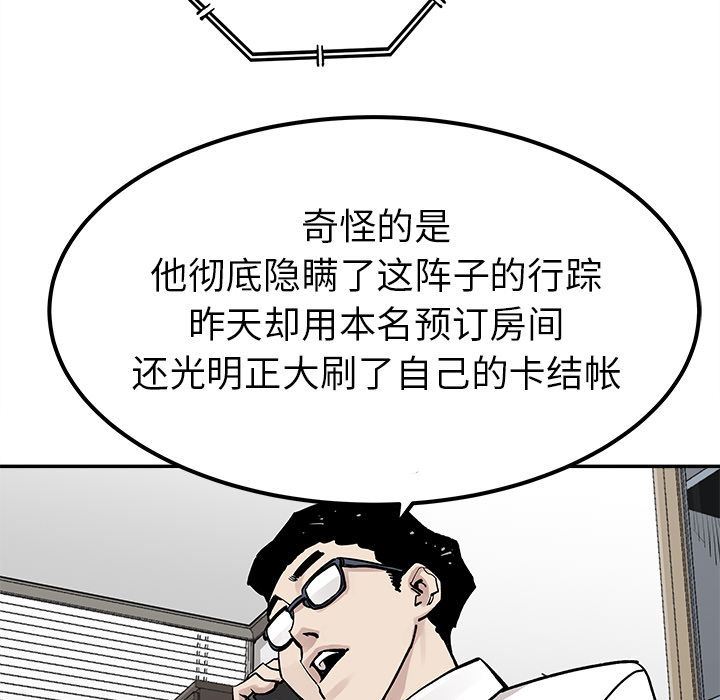 奇怪的是
他彻底隐瞒了这阵子的行踪
昨天却用本名预订房间
还光明正大刷了自己的卡结帐